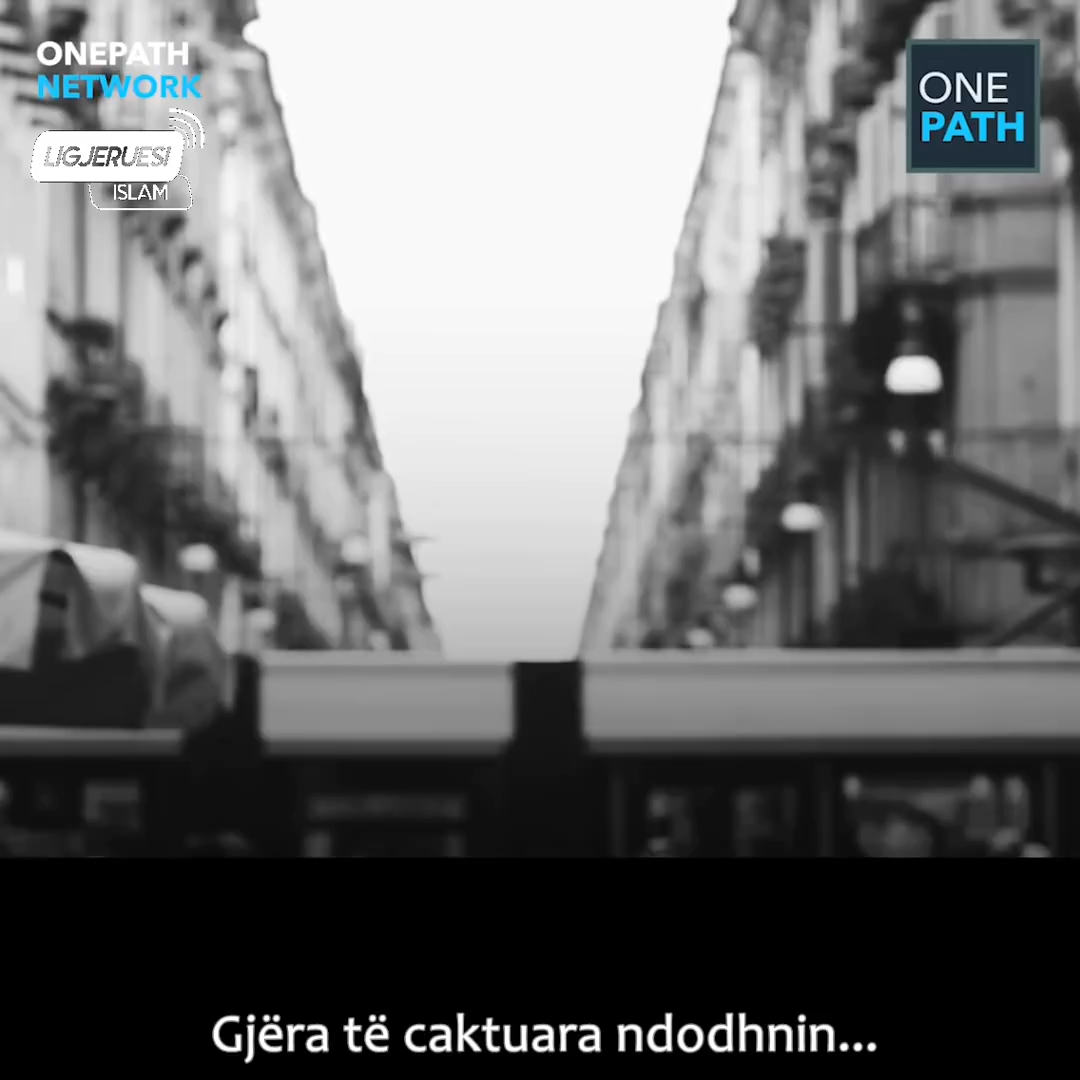 ONEPATH
NETWORK
LIGJERUESI
ISLAM
ONE
PATH
Gjëra të caktuara ndodhnin...